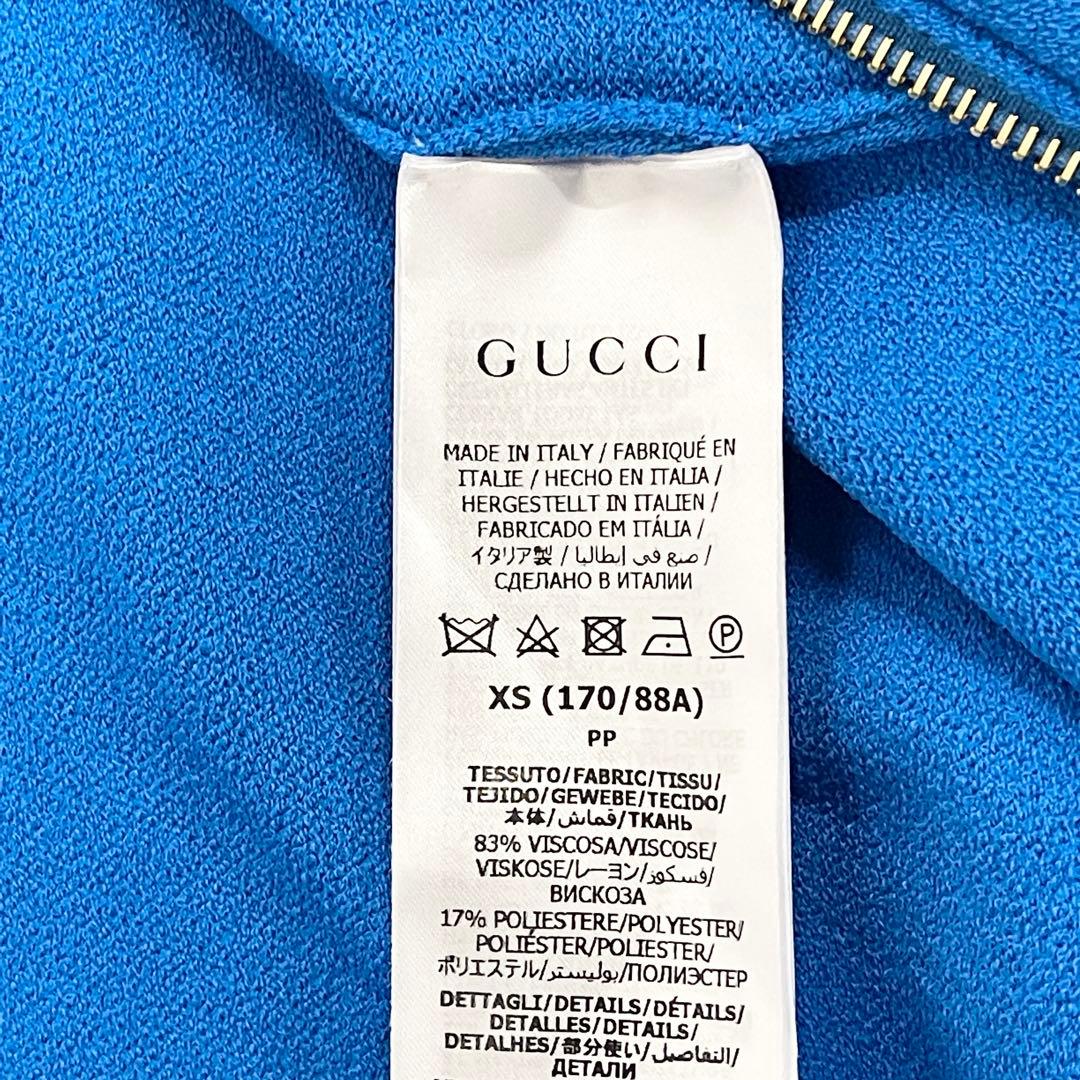 GUCCI
MADE IN ITALY / FABRIQUÉ EN
ITALIE / HECHO EN ITALIA /
HERGESTELLT IN ITALIEN /
FABRICADO EM ITÁLIA /
イタリア製 / صنع في إيطاليا /
СДЕЛАНО В ИТАЛИИ
P
XS (170/88A)
PP
TESSUTO/FABRIC/TISSU/
TEJIDO/GEWEBE/TECIDO/
本体/قماش/ТКАНЬ
83% VISCOSA/VISCOSE/
VISKOSE/レーヨン/فسكوز/
ВИСКОЗА
17% POLIESTERE/POLYESTER/
POLIÉSTER/POLIESTER/
ポリエステル/بوليستر/ПОЛИЭСТЕР
DETTAGLI/DETAILS/DÉTAILS/
DETALLES/DETAILS/
DETALHES/部分使い/التفاصيل/
ДЕТАЛИ